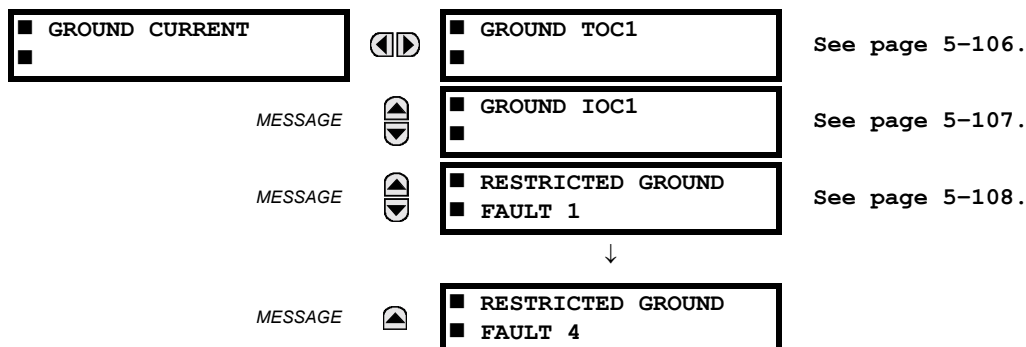 ■ GROUND CURRENT
■
■ GROUND TOC1
■
See page 5–106.
MESSAGE
■ GROUND IOC1
■
See page 5–107.
MESSAGE
■ RESTRICTED GROUND
■ FAULT 1
See page 5–108.
↓
MESSAGE
■ RESTRICTED GROUND
■ FAULT 4